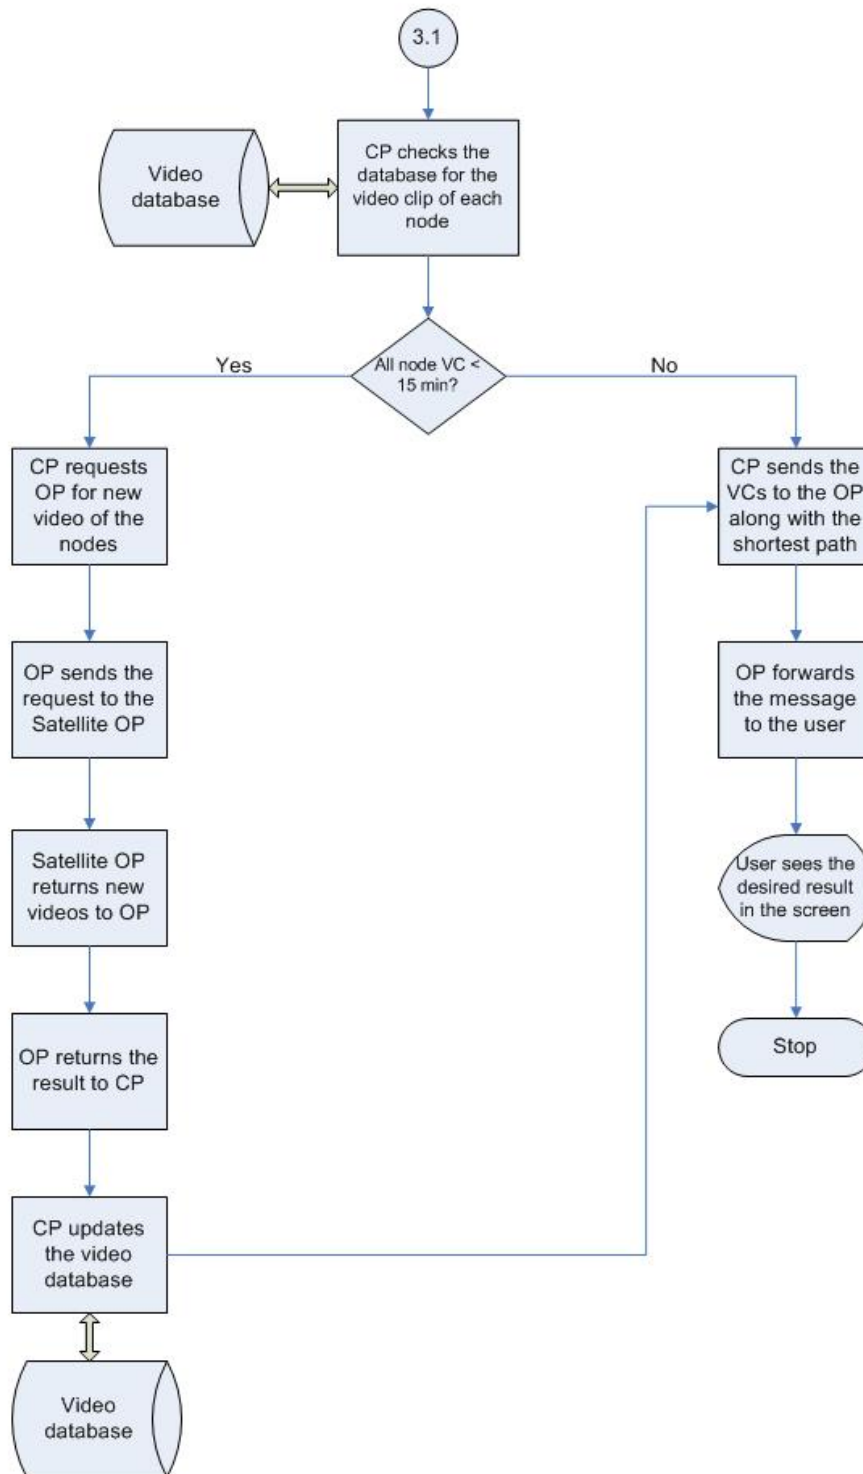 3.1
CP checks the
database for the
video clip of each
node
Video
database
All node VC <
15 min?
Yes
No
CP requests
OP for new
video of the
nodes
OP sends the
request to the
Satellite OP
Satellite OP
returns new
videos to OP
OP returns the
result to CP
CP updates
the video
database
Video
database
CP sends the
VCs to the OP
along with the
shortest path
OP forwards
the message
to the user
User sees the
desired result
in the screen
Stop